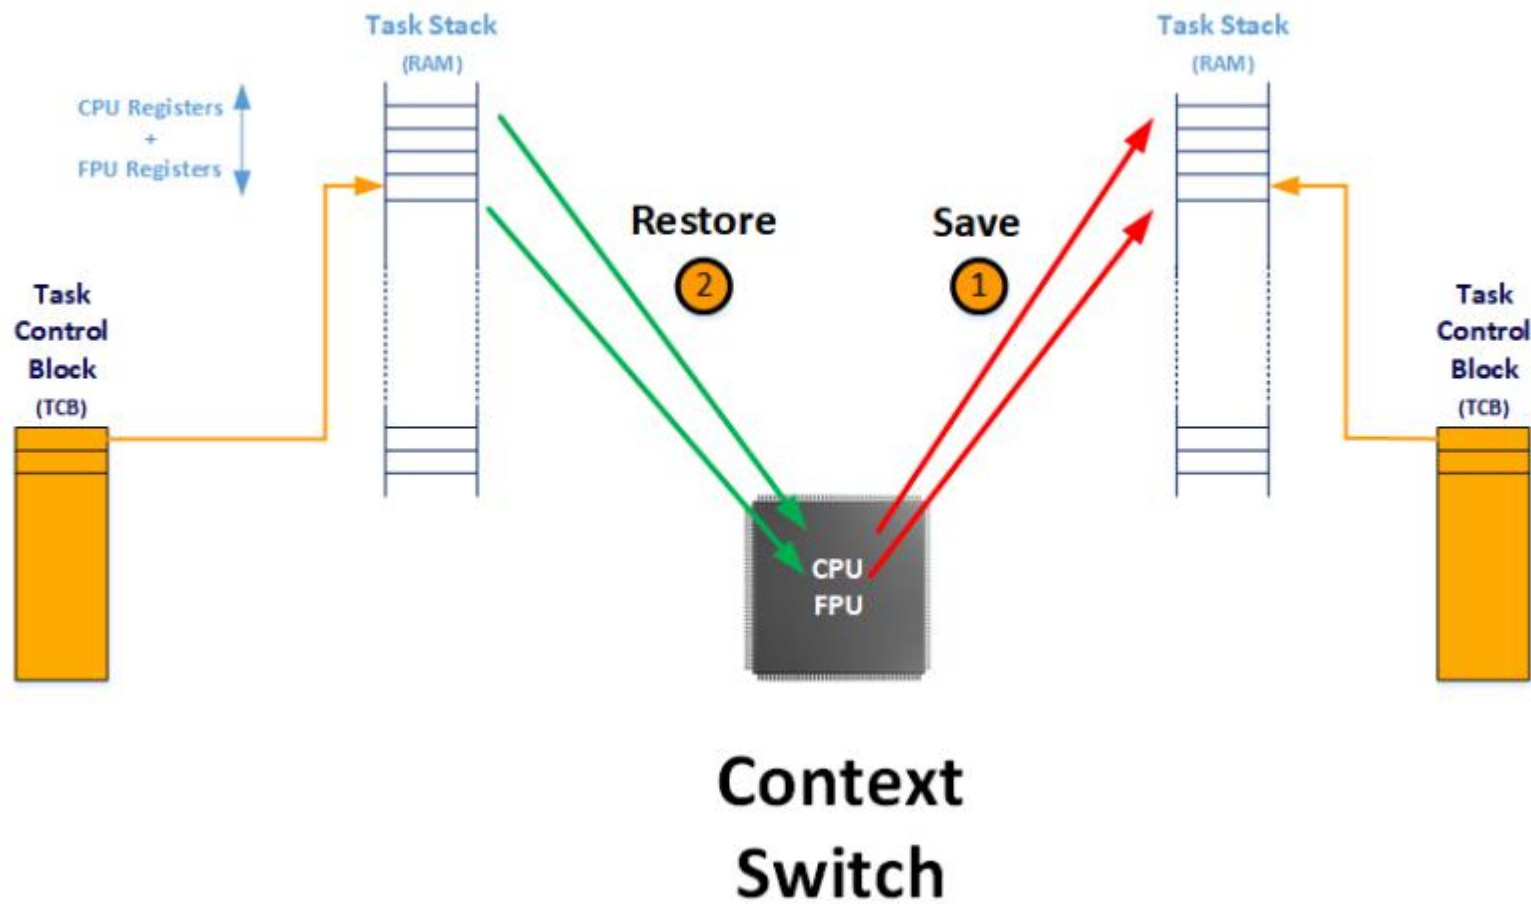 Task Stack
(RAM)
Task Stack
(RAM)
CPU Registers
+
FPU Registers
Restore
2
Save
1
Task
Control
Block
(TCB)
Task
Control
Block
(TCB)
CPU
FPU
Context
Switch